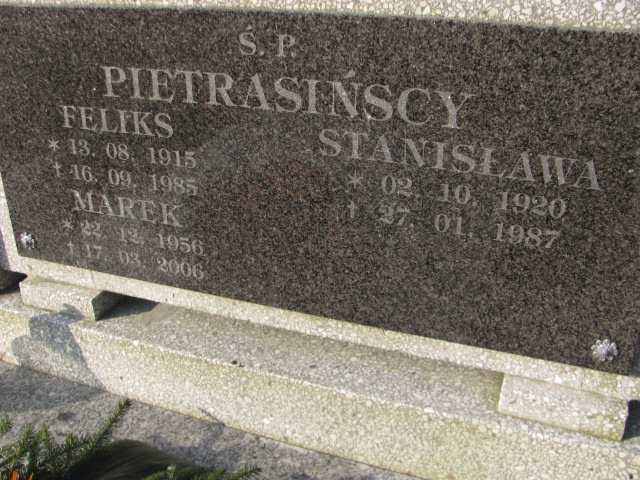 Ś. P.
PIETRASIŃSCY
FELIKS
* 13. 08. 1915
† 16. 09. 1985
MAREK
* 22. 12. 1956
† 17. 03. 2006
STANISŁAWA
* 02. 10. 1920
† 27. 01. 1987